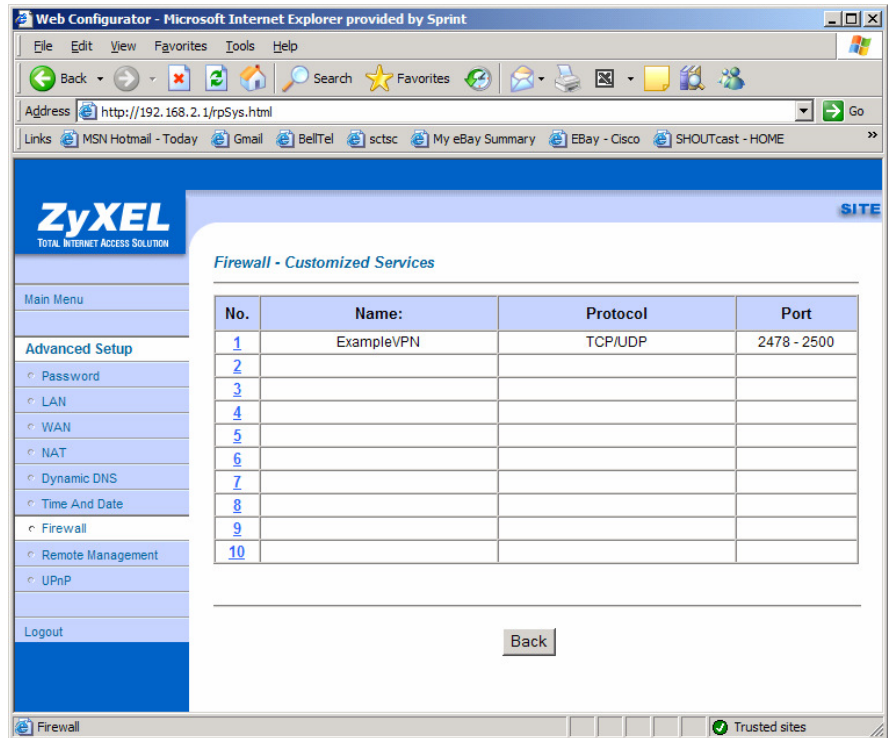 Web Configurator - Microsoft Internet Explorer provided by Sprint
File Edit View Favorites Tools Help
Back Search Favorites
Address http://192.168.2.1/rpSys.html Go
Links MSN Hotmail - Today Gmail BellTel sctsc My eBay Summary EBay - Cisco SHOUTcast - HOME »
ZyXEL
TOTAL INTERNET ACCESS SOLUTION
SITE
Main Menu
Advanced Setup
Password
LAN
WAN
NAT
Dynamic DNS
Time And Date
Firewall
Remote Management
UPnP
Logout
Firewall - Customized Services
No. Name: Protocol Port
1 ExampleVPN TCP/UDP 2478 - 2500
2
3
4
5
6
7
8
9
10
Back
Firewall Trusted sites